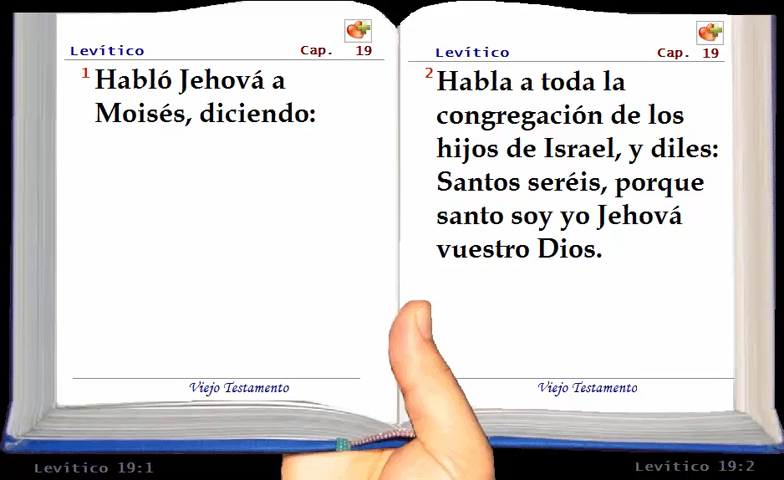 Levítico Cap. 19
1 Habló Jehová a
Moisés, diciendo:
Viejo Testamento
Levítico 19:1
Levítico Cap. 19
2 Habla a toda la
congregación de los
hijos de Israel, y diles:
Santos seréis, porque
santo soy yo Jehová
vuestro Dios.
Viejo Testamento
Levítico 19:2